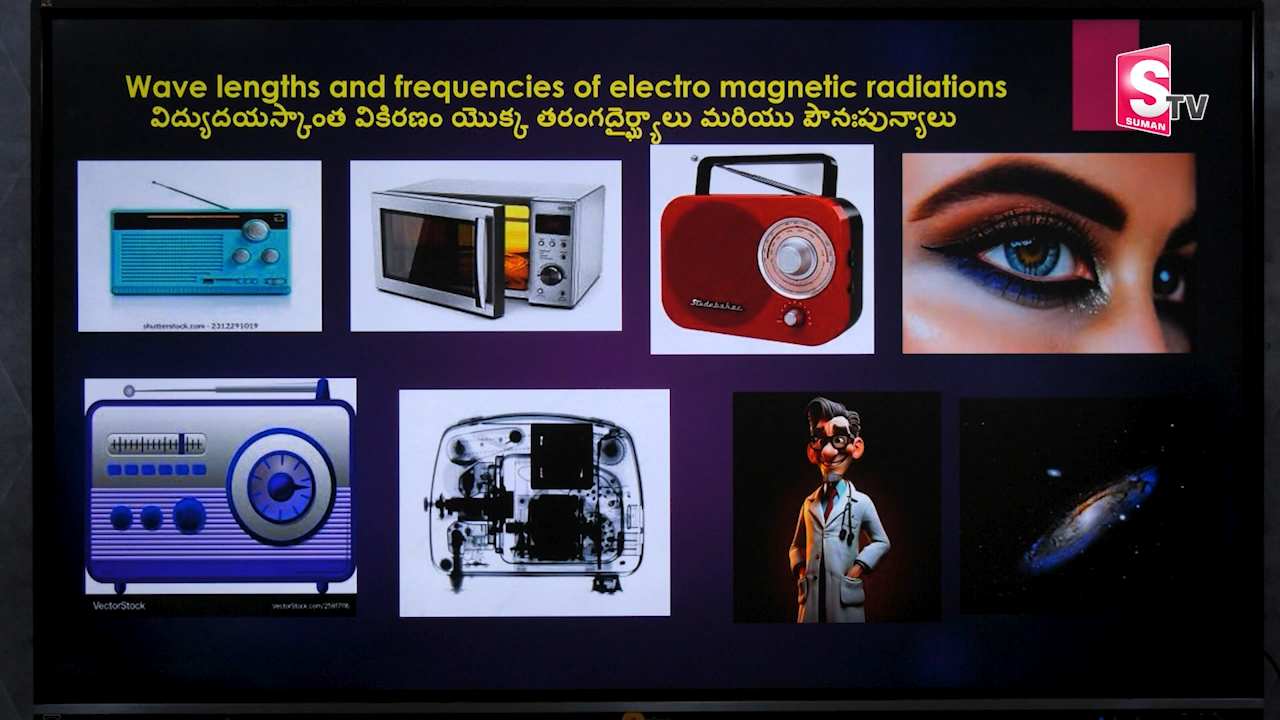 Wave lengths and frequencies of electro magnetic radiations
విద్యుదయస్కాంత వికిరణం యొక్క తరంగదైర్ఘ్యాలు మరియు పౌనఃపున్యాలు
S TV
SUMAN
shutterstock.com · 2312291019
Studebaker
VectorStock